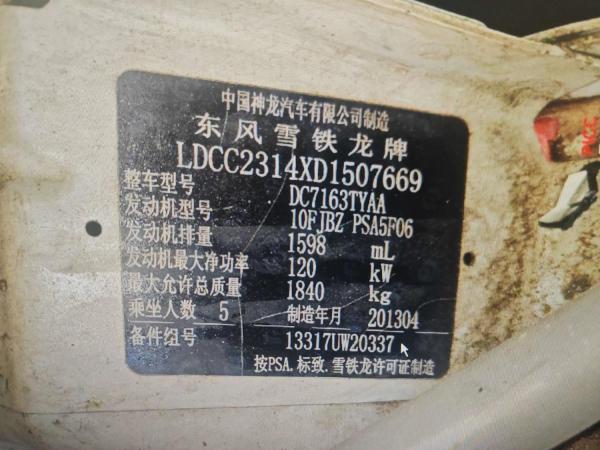 中国神龙汽车有限公司制造
东风雪铁龙牌
LDCC2314XD1507669
整车型号 DC7163TYAA
发动机型号 10FJBZ PSA5F06
发动机排量 1598 mL
发动机最大净功率 120 kW
最大允许总质量 1840 kg
乘坐人数 5 制造年月 201304
备件组号 13317UW20337
按PSA.标致.雪铁龙许可证制造